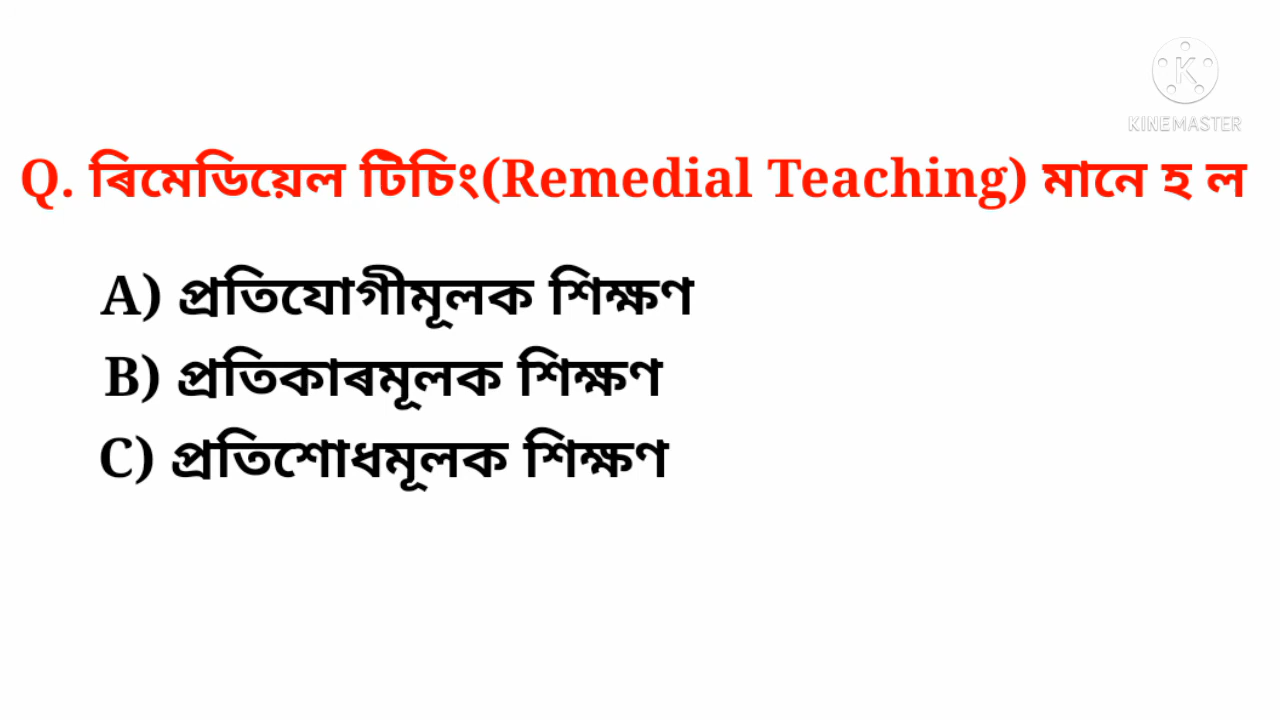 KINEMASTER
Q. ৰিমেডিয়েল টিচিং(Remedial Teaching) মানে হ ল
A) প্ৰতিযোগীমূলক শিক্ষণ
B) প্ৰতিকাৰমূলক শিক্ষণ
C) প্ৰতিশোধমূলক শিক্ষণ